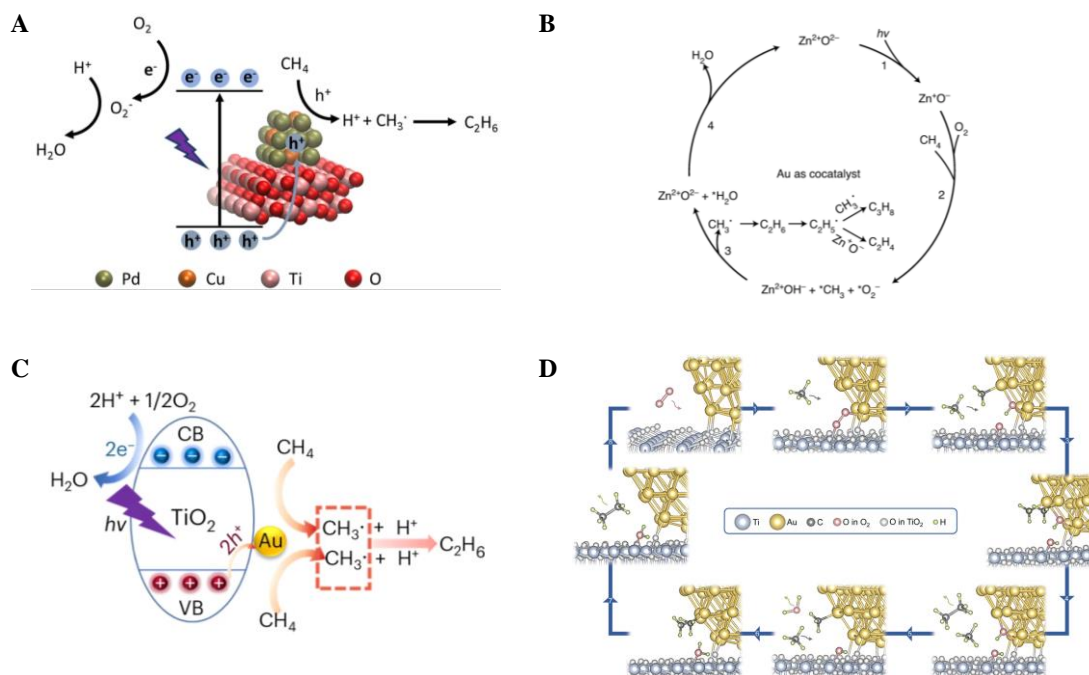 A
O₂
H⁺
e⁻
O₂⁻
H₂O
e⁻ e⁻ e⁻
CH₄
h⁺
H⁺ + CH₃˙ → C₂H₆
h⁺
h⁺ h⁺ h⁺
Pd Cu Ti O
B
Zn²⁺O²⁻
hv
1
Zn⁺O⁻
O₂
CH₄
2
Zn²⁺OH⁻ + *CH₃ + *O₂⁻
3
Zn²⁺O²⁻ + *H₂O
4
H₂O
Au as cocatalyst
CH₃˙ → C₂H₆ → C₂H₅˙
CH₃˙
C₃H₈
Zn⁺O⁻
C₂H₄
C
2H⁺ + 1/2O₂
2e⁻
H₂O
hv
CB
TiO₂
2h⁺
Au
VB
CH₄
CH₃˙ + H⁺
CH₃˙ + H⁺
C₂H₆
CH₄
D
Ti Au C O in O₂ O in TiO₂ H